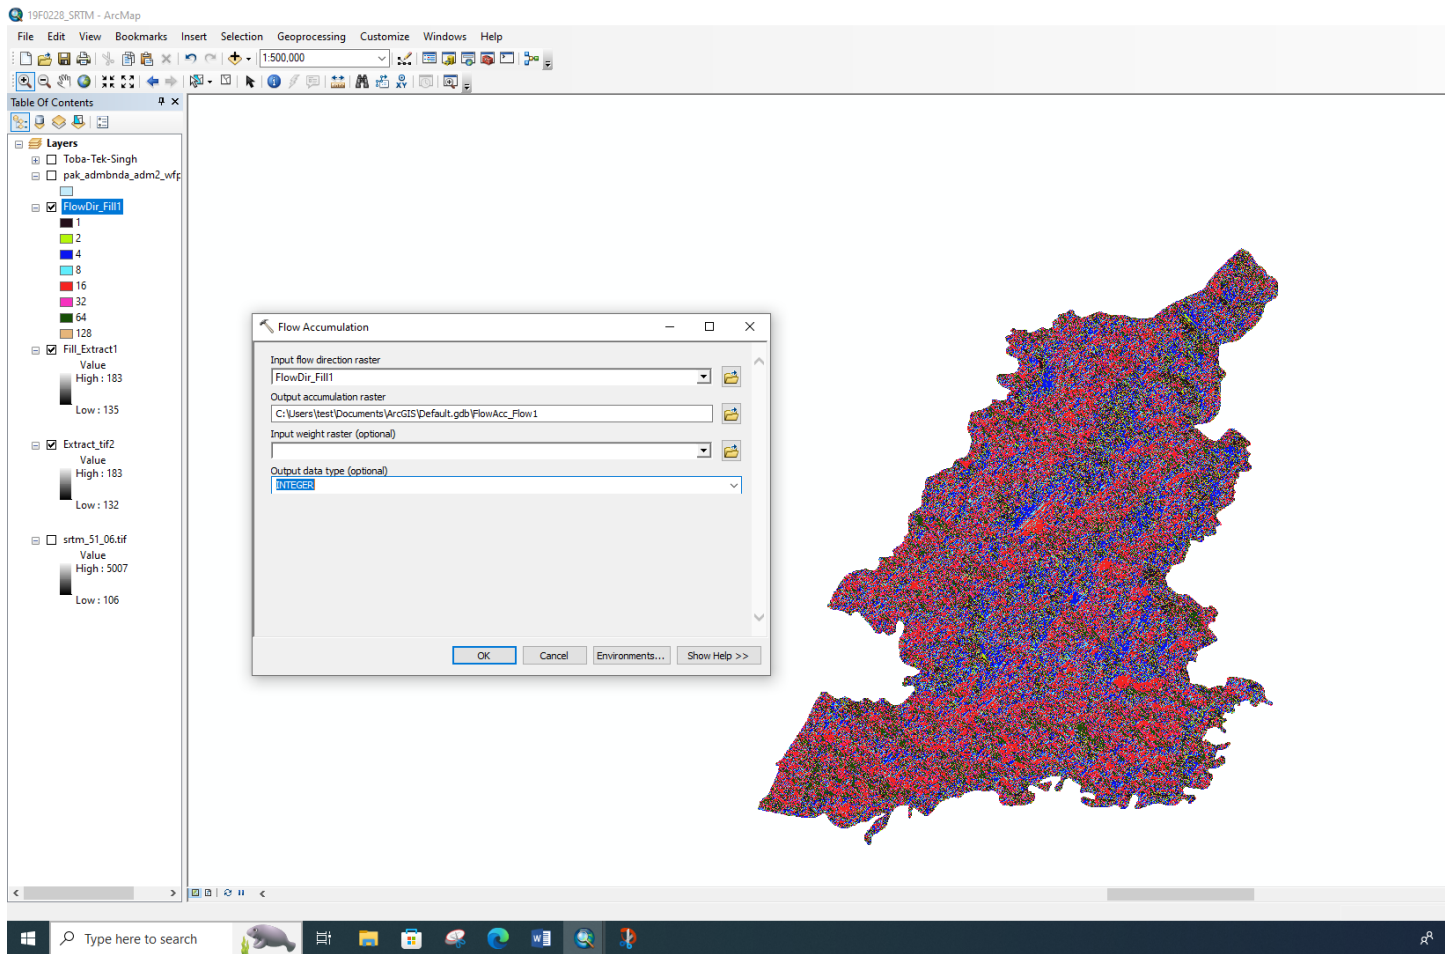 19F0228_SRTM - ArcMap
File Edit View Bookmarks Insert Selection Geoprocessing Customize Windows Help
1:500,000
Table Of Contents
Layers
Toba-Tek-Singh
pak_admbnda_adm2_wfp
FlowDir_Fill1
1
2
4
8
16
32
64
128
Fill_Extract1
Value
High : 183
Low : 135
Extract_tif2
Value
High : 183
Low : 132
srtm_51_06.tif
Value
High : 5007
Low : 106
Flow Accumulation
Input flow direction raster
FlowDir_Fill1
Output accumulation raster
C:\Users\test\Documents\ArcGIS\Default.gdb\FlowAcc_Flow1
Input weight raster (optional)
Output data type (optional)
INTEGER
OK Cancel Environments... Show Help >>
Type here to search